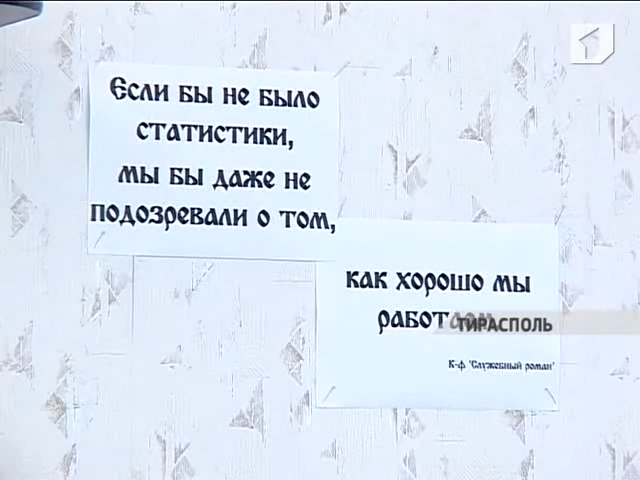 Если бы не было
статистики,
мы бы даже не
подозревали о том,
как хорошо мы
ТИРАСПОЛЬ
К-ф "Служебный роман"